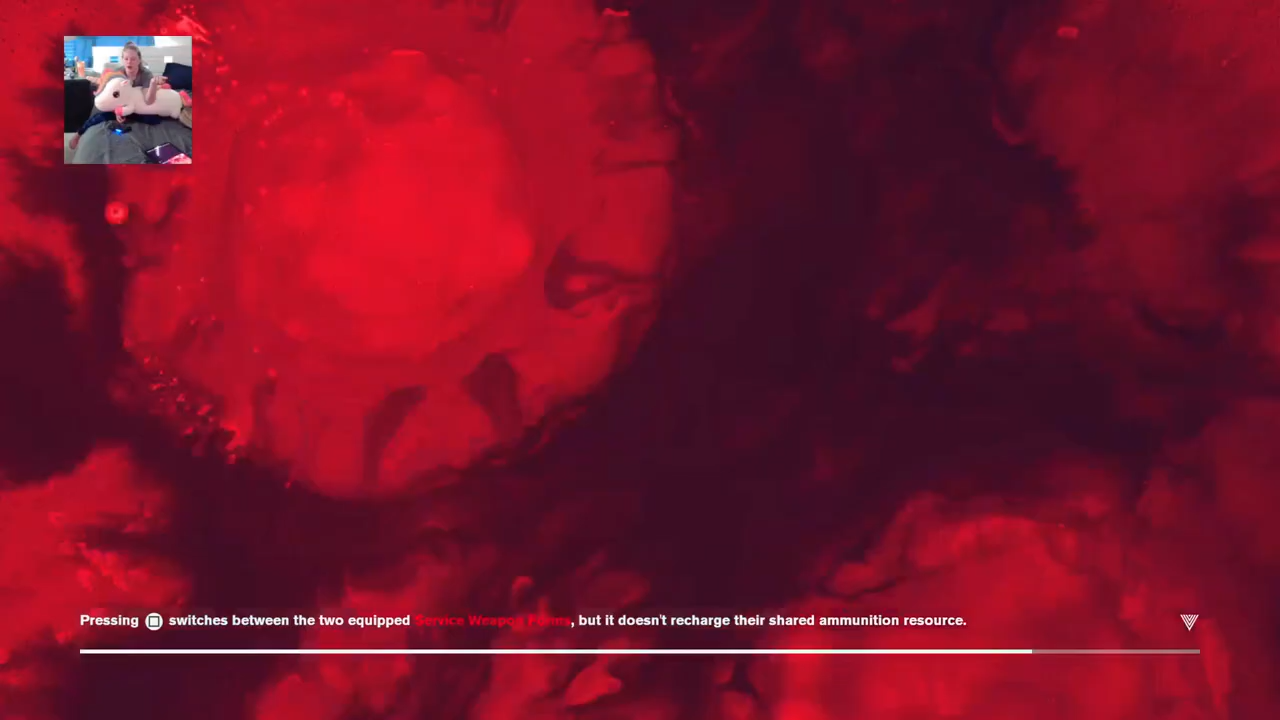 Pressing switches between the two equipped Service Weapon Forms, but it doesn't recharge their shared ammunition resource.